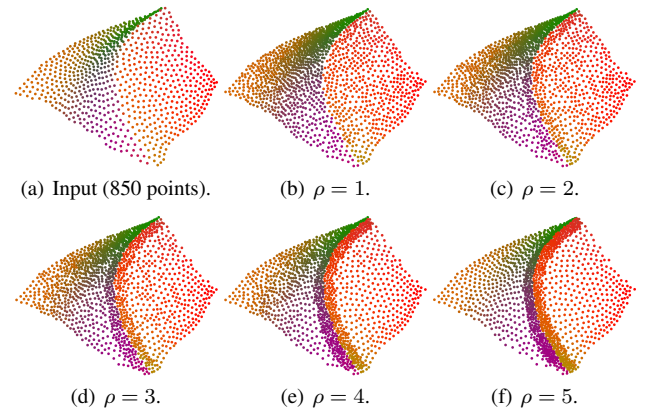 (a) Input (850 points).
(b) ρ = 1.
(c) ρ = 2.
(d) ρ = 3.
(e) ρ = 4.
(f) ρ = 5.